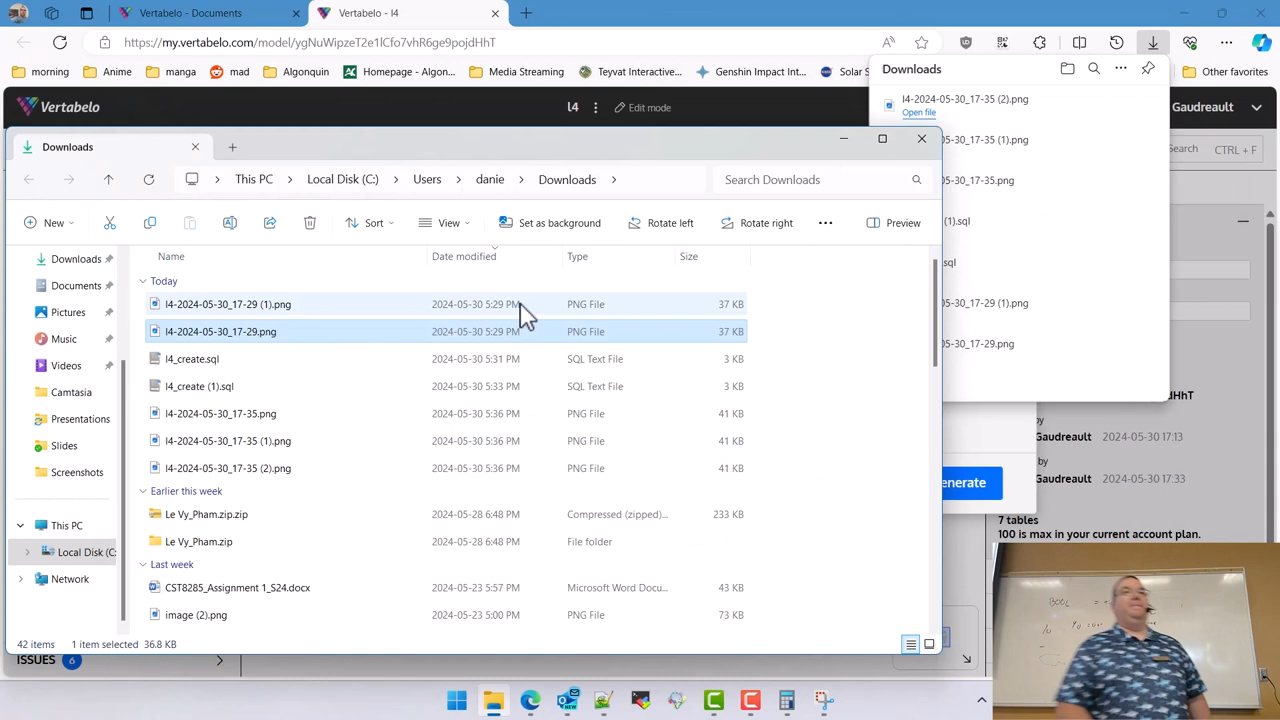 Vertabelo - Documents
Vertabelo - l4
https://my.vertabelo.com/model/ygNuWipzeT2e1lCfo7vhR6ge9pojdHhT
morning
Anime
manga
mad
Algonquin
Homepage - Algon...
Media Streaming
Teyvat Interactive...
Genshin Impact Int...
Solar S
Other favorites
Downloads
l4-2024-05-30_17-35 (2).png
Open file
05-30_17-35 (1).png
05-30_17-35.png
(1).sql
sql
05-30_17-29 (1).png
05-30_17-29.png
Vertabelo
l4
Edit mode
Gaudreault
Search
CTRL + F
Downloads
This PC
Local Disk (C:)
Users
danie
Downloads
Search Downloads
New
Sort
View
Set as background
Rotate left
Rotate right
Preview
Name
Date modified
Type
Size
Today
l4-2024-05-30_17-29 (1).png 2024-05-30 5:29 PM PNG File 37 KB
l4-2024-05-30_17-29.png 2024-05-30 5:29 PM PNG File 37 KB
l4_create.sql 2024-05-30 5:31 PM SQL Text File 3 KB
l4_create (1).sql 2024-05-30 5:33 PM SQL Text File 3 KB
l4-2024-05-30_17-35.png 2024-05-30 5:36 PM PNG File 41 KB
l4-2024-05-30_17-35 (1).png 2024-05-30 5:36 PM PNG File 41 KB
l4-2024-05-30_17-35 (2).png 2024-05-30 5:36 PM PNG File 41 KB
Earlier this week
Le Vy_Pham.zip.zip 2024-05-28 6:48 PM Compressed (zipped)... 233 KB
Le Vy_Pham.zip 2024-05-28 6:48 PM File folder
Last week
CST8285_Assignment 1_S24.docx 2024-05-23 5:57 PM Microsoft Word Docu... 43 KB
image (2).png 2024-05-23 5:00 PM PNG File 73 KB
Downloads
Documents
Pictures
Music
Videos
Camtasia
Presentations
Slides
Screenshots
This PC
Local Disk (C:
Network
42 items
1 item selected 36.8 KB
ISSUES 6
enerate
dHhT
by
Gaudreault 2024-05-30 17:13
by
Gaudreault 2024-05-30 17:33
7 tables
100 is max in your current account plan.
BOOL =